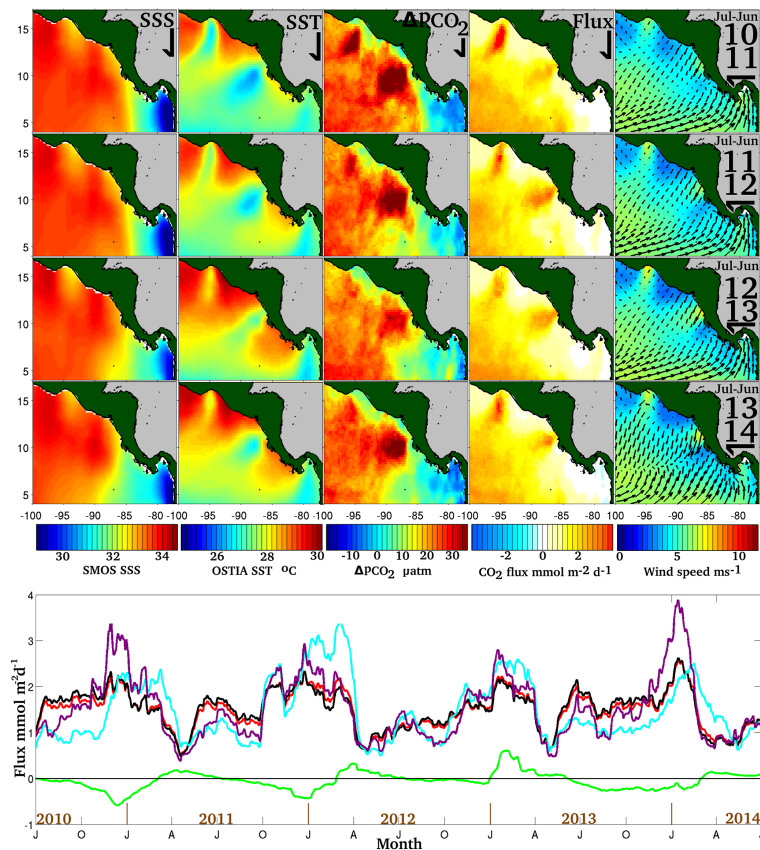 SSS SST ΔPCO2 Flux Jul-Jun
10
11
15
10
5
Jul-Jun
11
12
15
10
5
Jul-Jun
12
13
15
10
5
Jul-Jun
13
14
15
10
5
-100 -95 -90 -85 -80 -100 -95 -90 -85 -80 -100 -95 -90 -85 -80 -100 -95 -90 -85 -80 -100 -95 -90 -85 -80
30 32 34 26 28 30 -10 0 10 20 30 -2 0 2 0 5 10
SMOS SSS OSTIA SST ºC ΔPCO2 µatm CO2 flux mmol m-2 d-1 Wind speed ms-1
Flux mmol m-2d-1
4
3
2
1
0
-1
2010 2011 2012 2013 2014
J O J A J O J A J O J A J O J A
Month